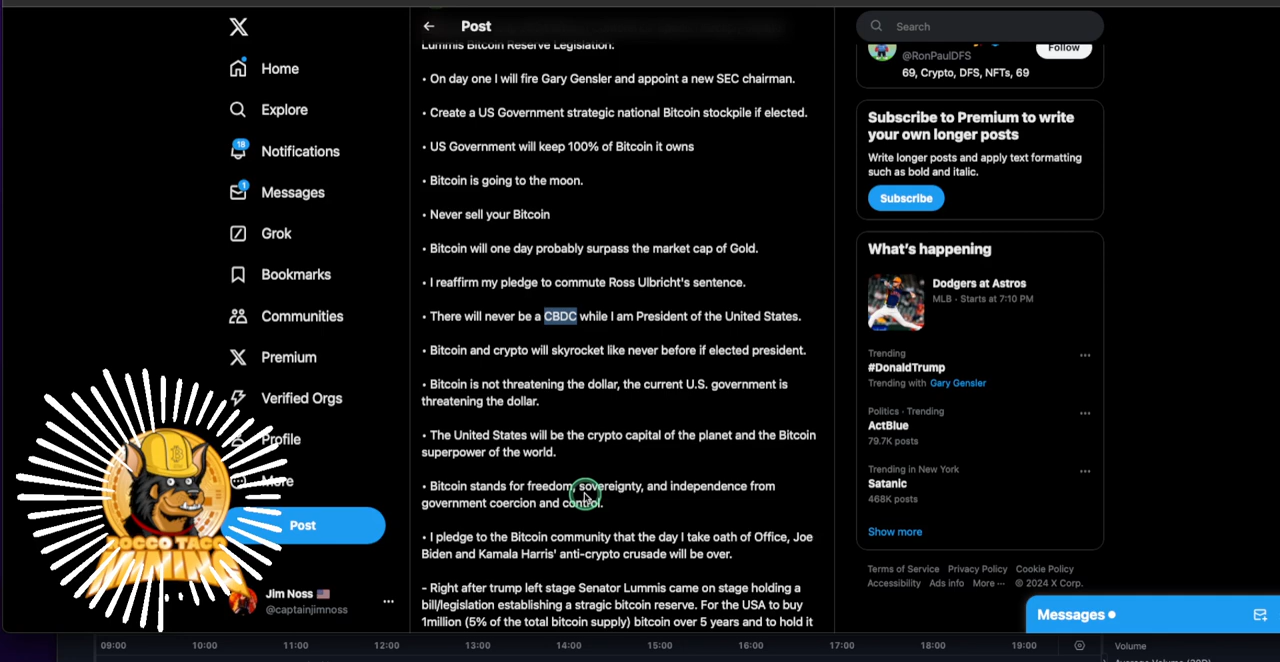 Post
Search
Home
Explore
18
Notifications
1
Messages
Grok
Bookmarks
Communities
Premium
Verified Orgs
Profile
More
Post
Jim Noss
@captainjimnoss
Lummis Bitcoin Reserve Legislation.
• On day one I will fire Gary Gensler and appoint a new SEC chairman.
• Create a US Government strategic national Bitcoin stockpile if elected.
• US Government will keep 100% of Bitcoin it owns
• Bitcoin is going to the moon.
• Never sell your Bitcoin
• Bitcoin will one day probably surpass the market cap of Gold.
• I reaffirm my pledge to commute Ross Ulbricht's sentence.
• There will never be a CBDC while I am President of the United States.
• Bitcoin and crypto will skyrocket like never before if elected president.
• Bitcoin is not threatening the dollar, the current U.S. government is
threatening the dollar.
• The United States will be the crypto capital of the planet and the Bitcoin
superpower of the world.
• Bitcoin stands for freedom, sovereignty, and independence from
government coercion and control.
• I pledge to the Bitcoin community that the day I take oath of Office, Joe
Biden and Kamala Harris' anti-crypto crusade will be over.
- Right after trump left stage Senator Lummis came on stage holding a
bill/legislation establishing a stragic bitcoin reserve. For the USA to buy
1million (5% of the total bitcoin supply) bitcoin over 5 years and to hold it
@RonPaulDFS
Follow
69, Crypto, DFS, NFTs, 69
Subscribe to Premium to write
your own longer posts
Write longer posts and apply text formatting
such as bold and italic.
Subscribe
What's happening
Dodgers at Astros
MLB · Starts at 7:10 PM
Trending
#DonaldTrump
Trending with Gary Gensler
Politics · Trending
ActBlue
79.7K posts
Trending in New York
Satanic
468K posts
Show more
Terms of Service Privacy Policy Cookie Policy
Accessibility Ads info More ··· © 2024 X Corp.
Messages
ROCCO TACO
MINING
09:00 10:00 11:00 12:00 13:00 14:00 15:00 16:00 17:00 18:00 19:00
Volume